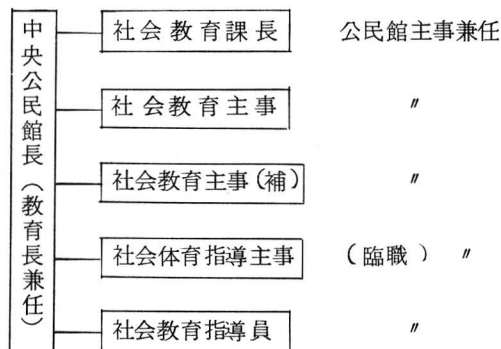 中央公民館長（教育長兼任）
社会教育課長　公民館主事兼任
社会教育主事　〃
社会教育主事（補）　〃
社会体育指導主事　（臨職）〃
社会教育指導員　〃